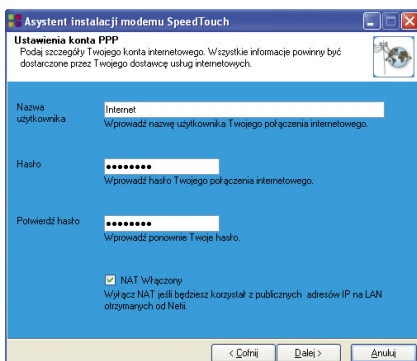 Asystent instalacji modemu SpeedTouch
Ustawienia konta PPP
Podaj szczegóły Twojego konta internetowego. Wszystkie informacje powinny być
dostarczone przez Twojego dostawcę usług internetowych.
Nazwa
użytkownika
Internet
Wprowadź nazwę użytkownika Twojego połączenia internetowego.
Hasło
••••••••
Wprowadź hasło Twojego połączenia internetowego.
Potwierdź hasło
••••••••
Wprowadź ponownie Twoje hasło.
NAT Włączony
Wyłącz NAT jeśli będziesz korzystał z publicznych adresów IP na LAN
otrzymanych od Netii.
< Cofnij
Dalej >
Anuluj